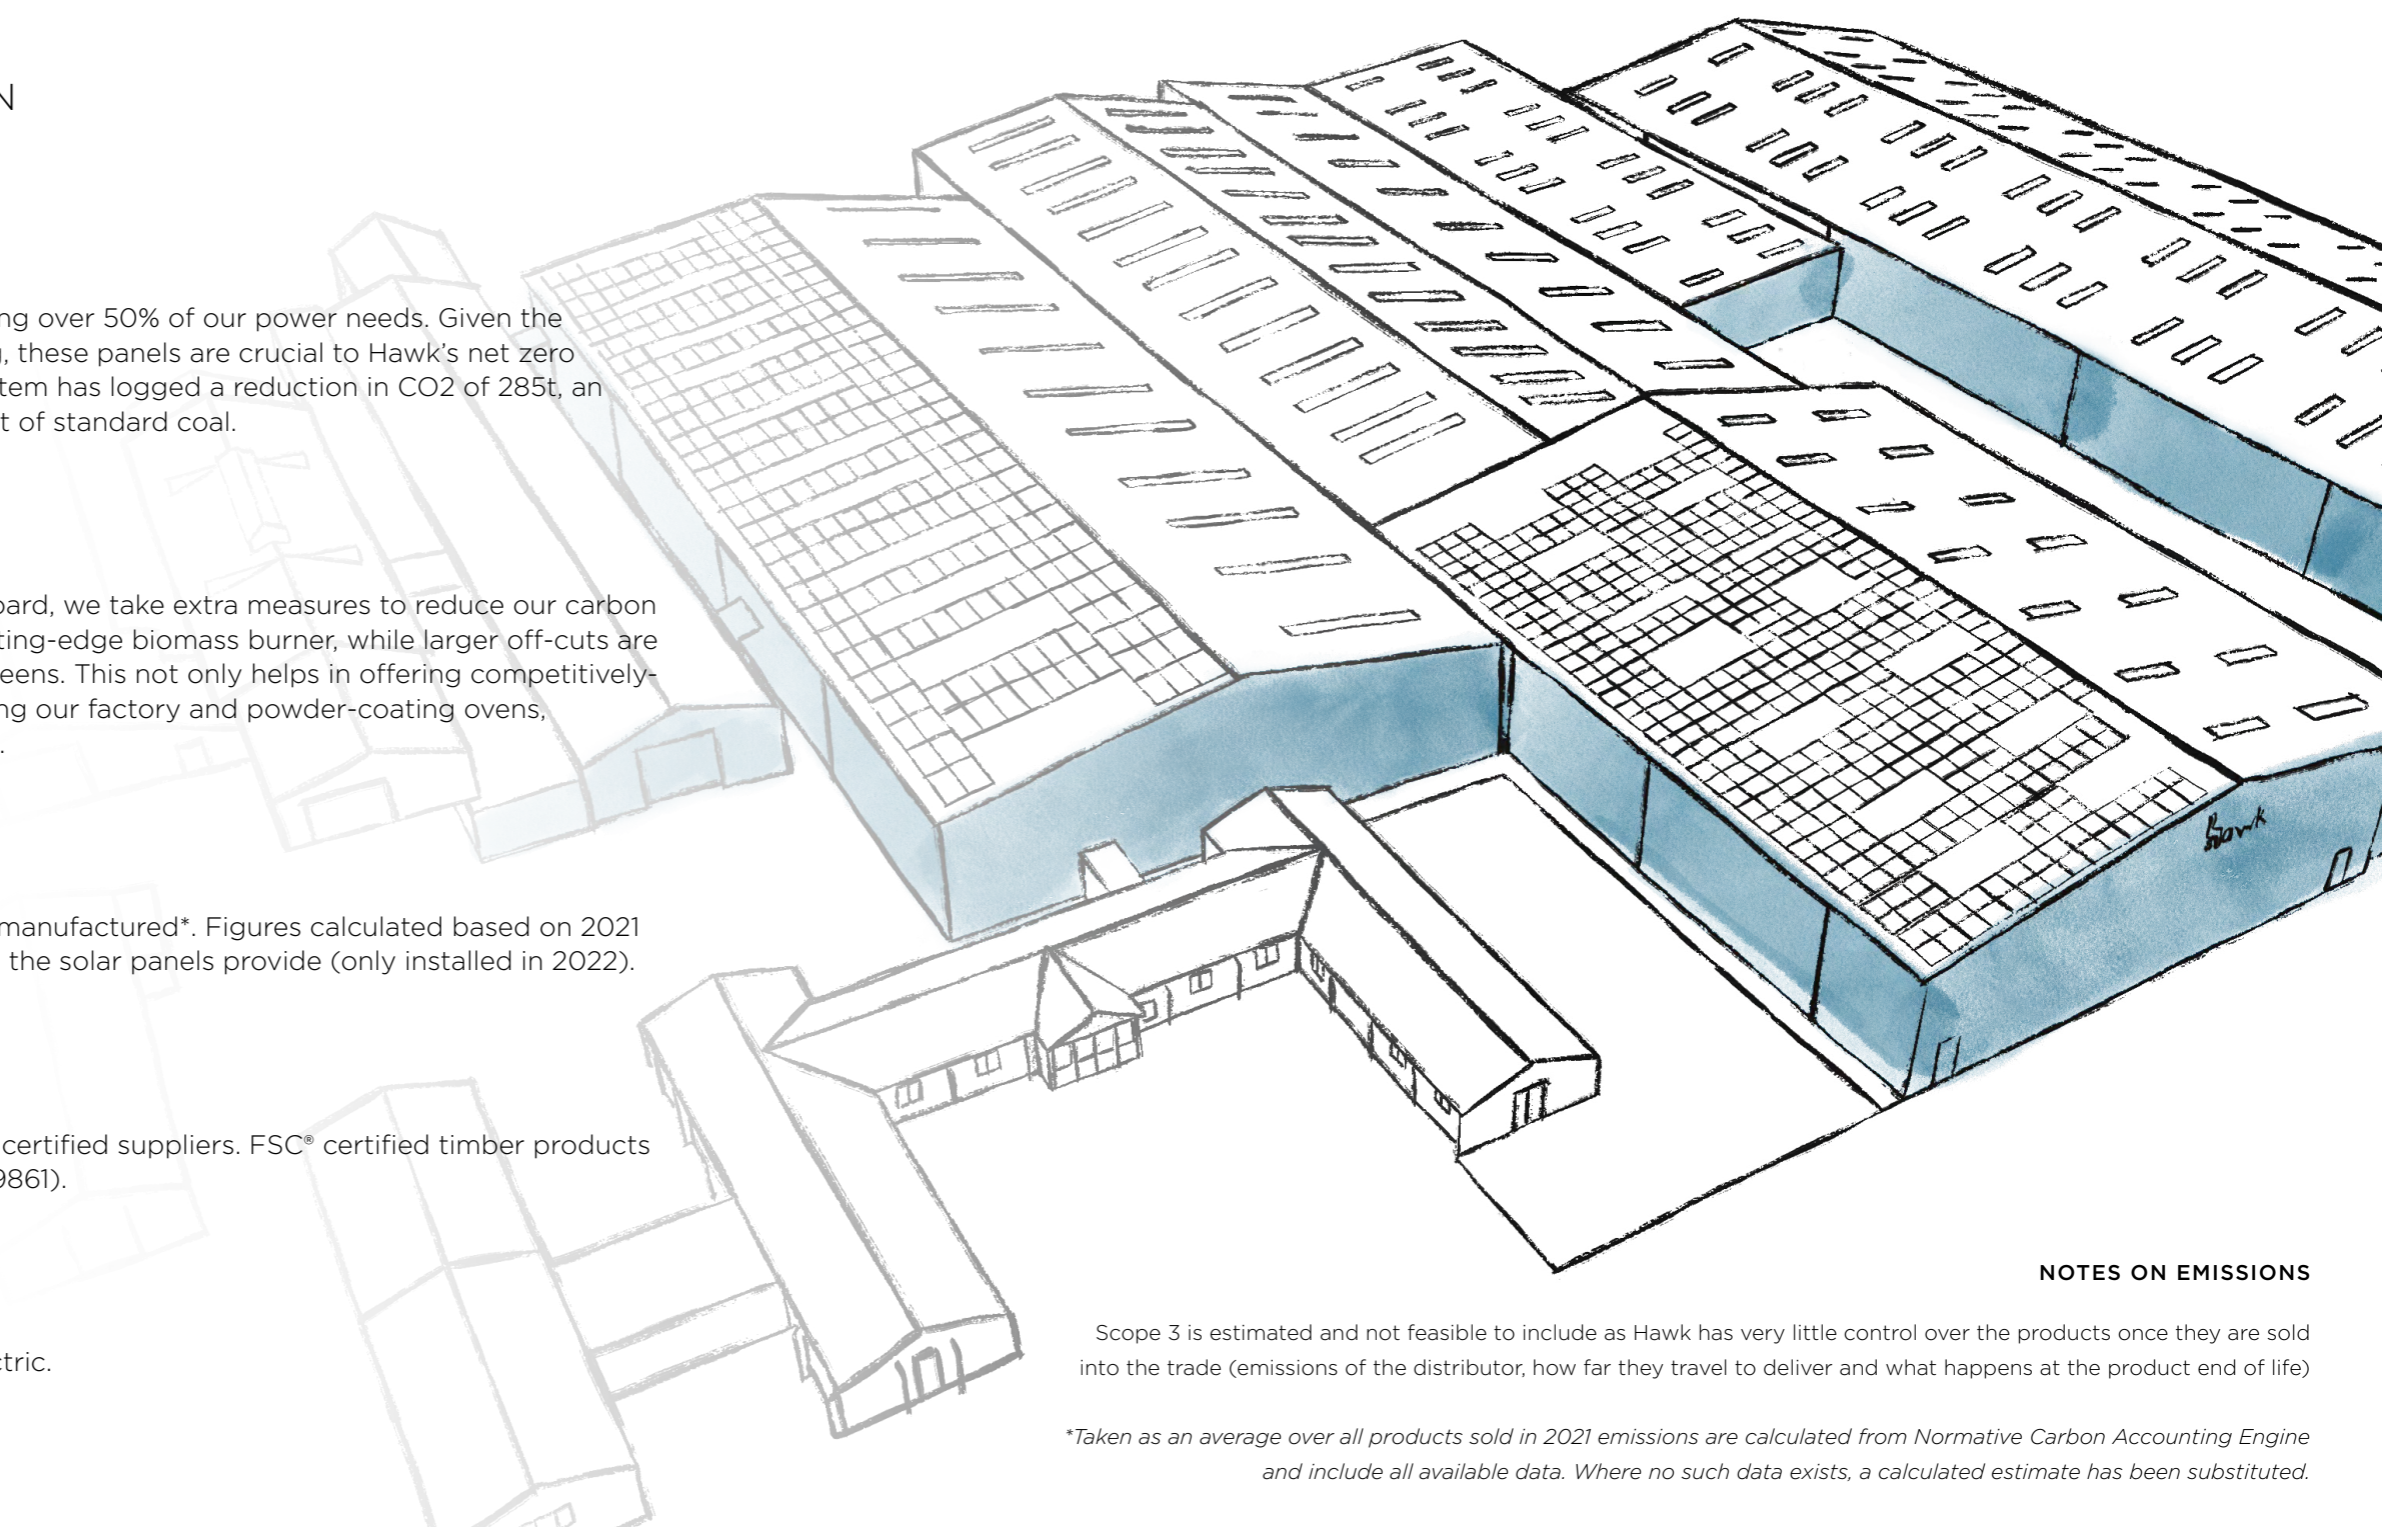 N
ng over 50% of our power needs. Given the
, these panels are crucial to Hawk's net zero
tem has logged a reduction in CO2 of 285t, an
t of standard coal.
oard, we take extra measures to reduce our carbon
ting-edge biomass burner, while larger off-cuts are
eens. This not only helps in offering competitively-
ng our factory and powder-coating ovens,
.
manufactured*. Figures calculated based on 2021
the solar panels provide (only installed in 2022).
certified suppliers. FSC® certified timber products
9861).
ctric.
Hawk
NOTES ON EMISSIONS
Scope 3 is estimated and not feasible to include as Hawk has very little control over the products once they are sold
into the trade (emissions of the distributor, how far they travel to deliver and what happens at the product end of life)
*Taken as an average over all products sold in 2021 emissions are calculated from Normative Carbon Accounting Engine
and include all available data. Where no such data exists, a calculated estimate has been substituted.